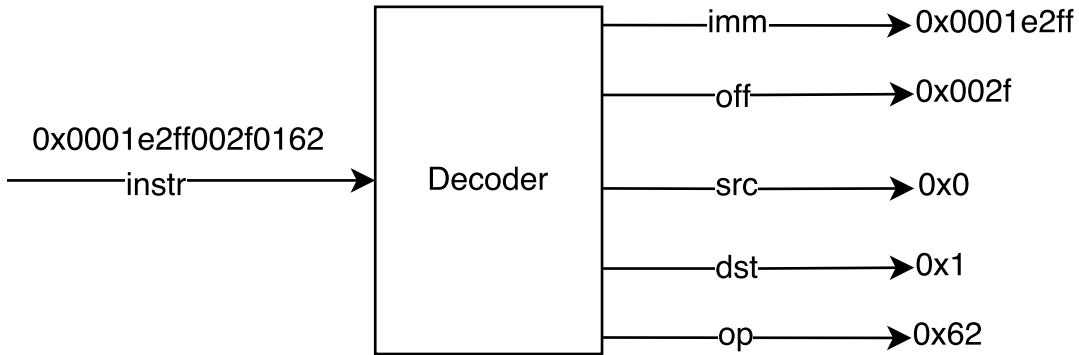 0x0001e2ff002f0162
instr
Decoder
imm 0x0001e2ff
off 0x002f
src 0x0
dst 0x1
op 0x62